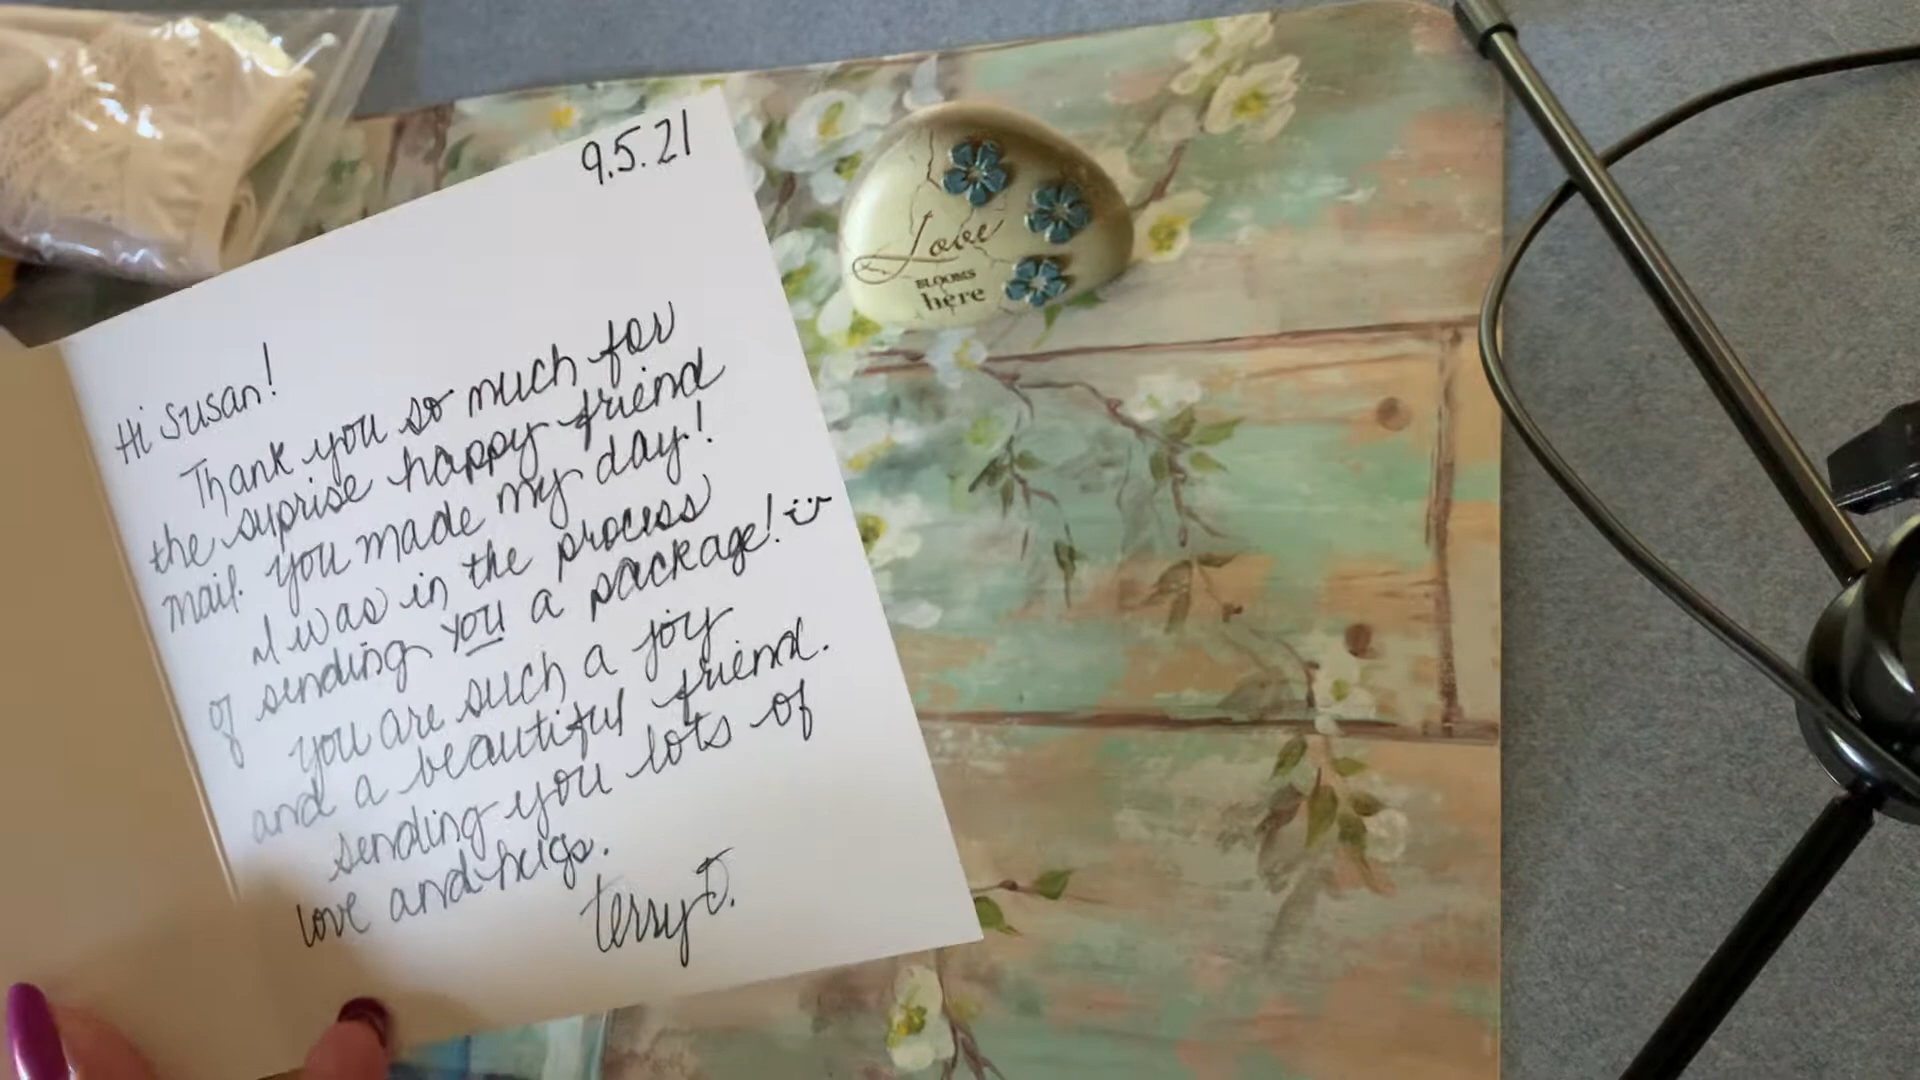 9.5.21
Hi Susan!
Thank you so much for
the suprise happy friend
mail. You made my day!
I was in the process
of sending you a package! :)
You are such a joy
and a beautiful friend.
Sending you lots of
love and hugs.
Terry O.
Love
BLOOMS
here